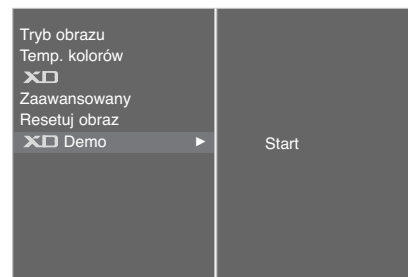 Tryb obrazu
Temp. kolorów
XD
Zaawansowany
Resetuj obraz
XD Demo ►
Start